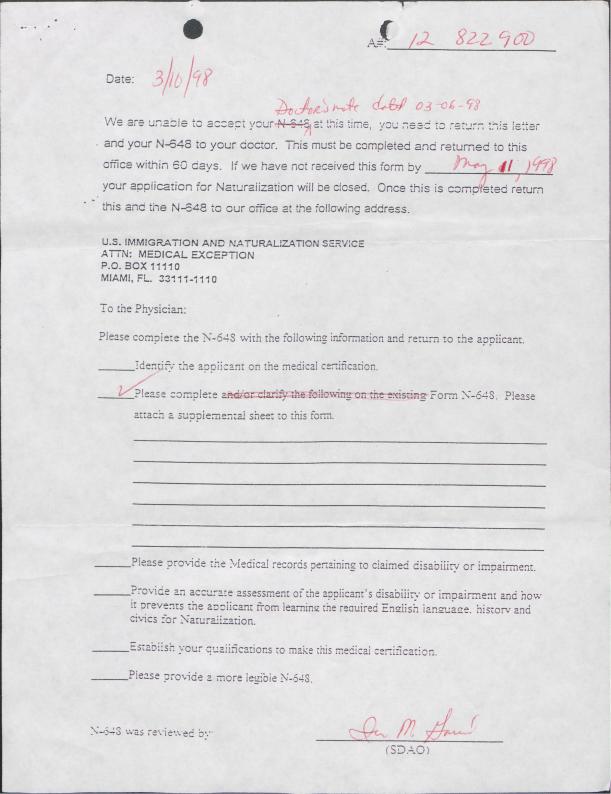 A#: 12 822 900
Date: 3/10/98
Doctor's note dated 03-06-98
We are unable to accept your N-648 at this time, you need to return this letter
and your N-648 to your doctor. This must be completed and returned to this
office within 60 days. If we have not received this form by May 11, 1998
your application for Naturalization will be closed. Once this is completed return
this and the N-648 to our office at the following address.
U.S. IMMIGRATION AND NATURALIZATION SERVICE
ATTN: MEDICAL EXCEPTION
P.O. BOX 11110
MIAMI, FL. 33111-1110
To the Physician:
Please complete the N-648 with the following information and return to the applicant.
Identify the applicant on the medical certification.
Please complete and/or clarify the following on the existing Form N-648. Please
attach a supplemental sheet to this form.
Please provide the Medical records pertaining to claimed disability or impairment.
Provide an accurate assessment of the applicant's disability or impairment and how
it prevents the applicant from learning the required English language, history and
civics for Naturalization.
Establish your qualifications to make this medical certification.
Please provide a more legible N-648.
N-648 was reviewed by
(SDAO)